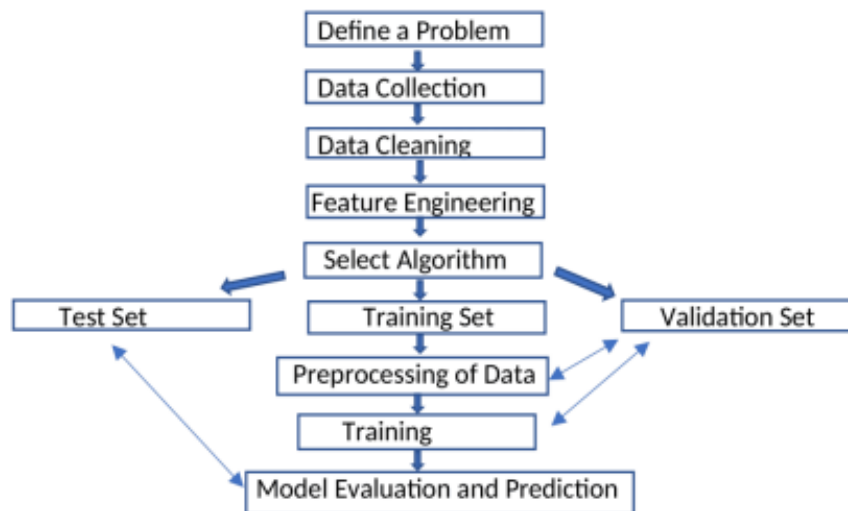 Define a Problem
Data Collection
Data Cleaning
Feature Engineering
Select Algorithm
Test Set
Training Set
Validation Set
Preprocessing of Data
Training
Model Evaluation and Prediction